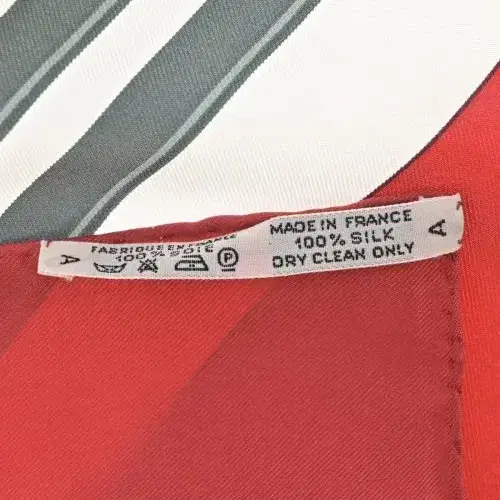 A
FABRIQUE EN FRANCE
100% SOIE
P
MADE IN FRANCE
100% SILK
DRY CLEAN ONLY
A